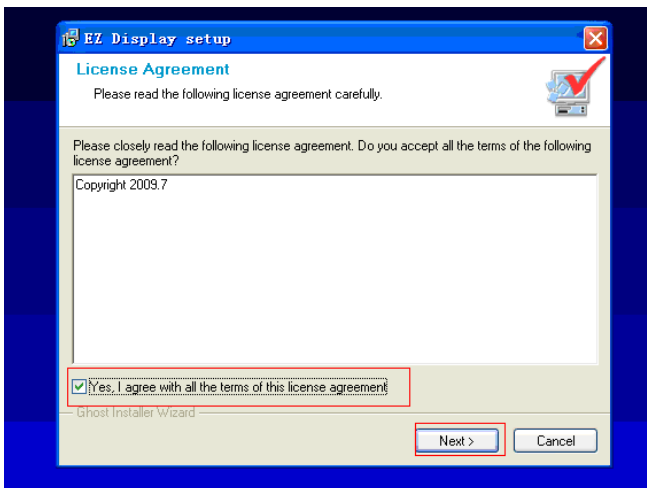 EZ Display setup
License Agreement
Please read the following license agreement carefully.
Please closely read the following license agreement. Do you accept all the terms of the following
license agreement?
Copyright 2009.7
Yes, I agree with all the terms of this license agreement
Ghost Installer Wizard
Next >
Cancel